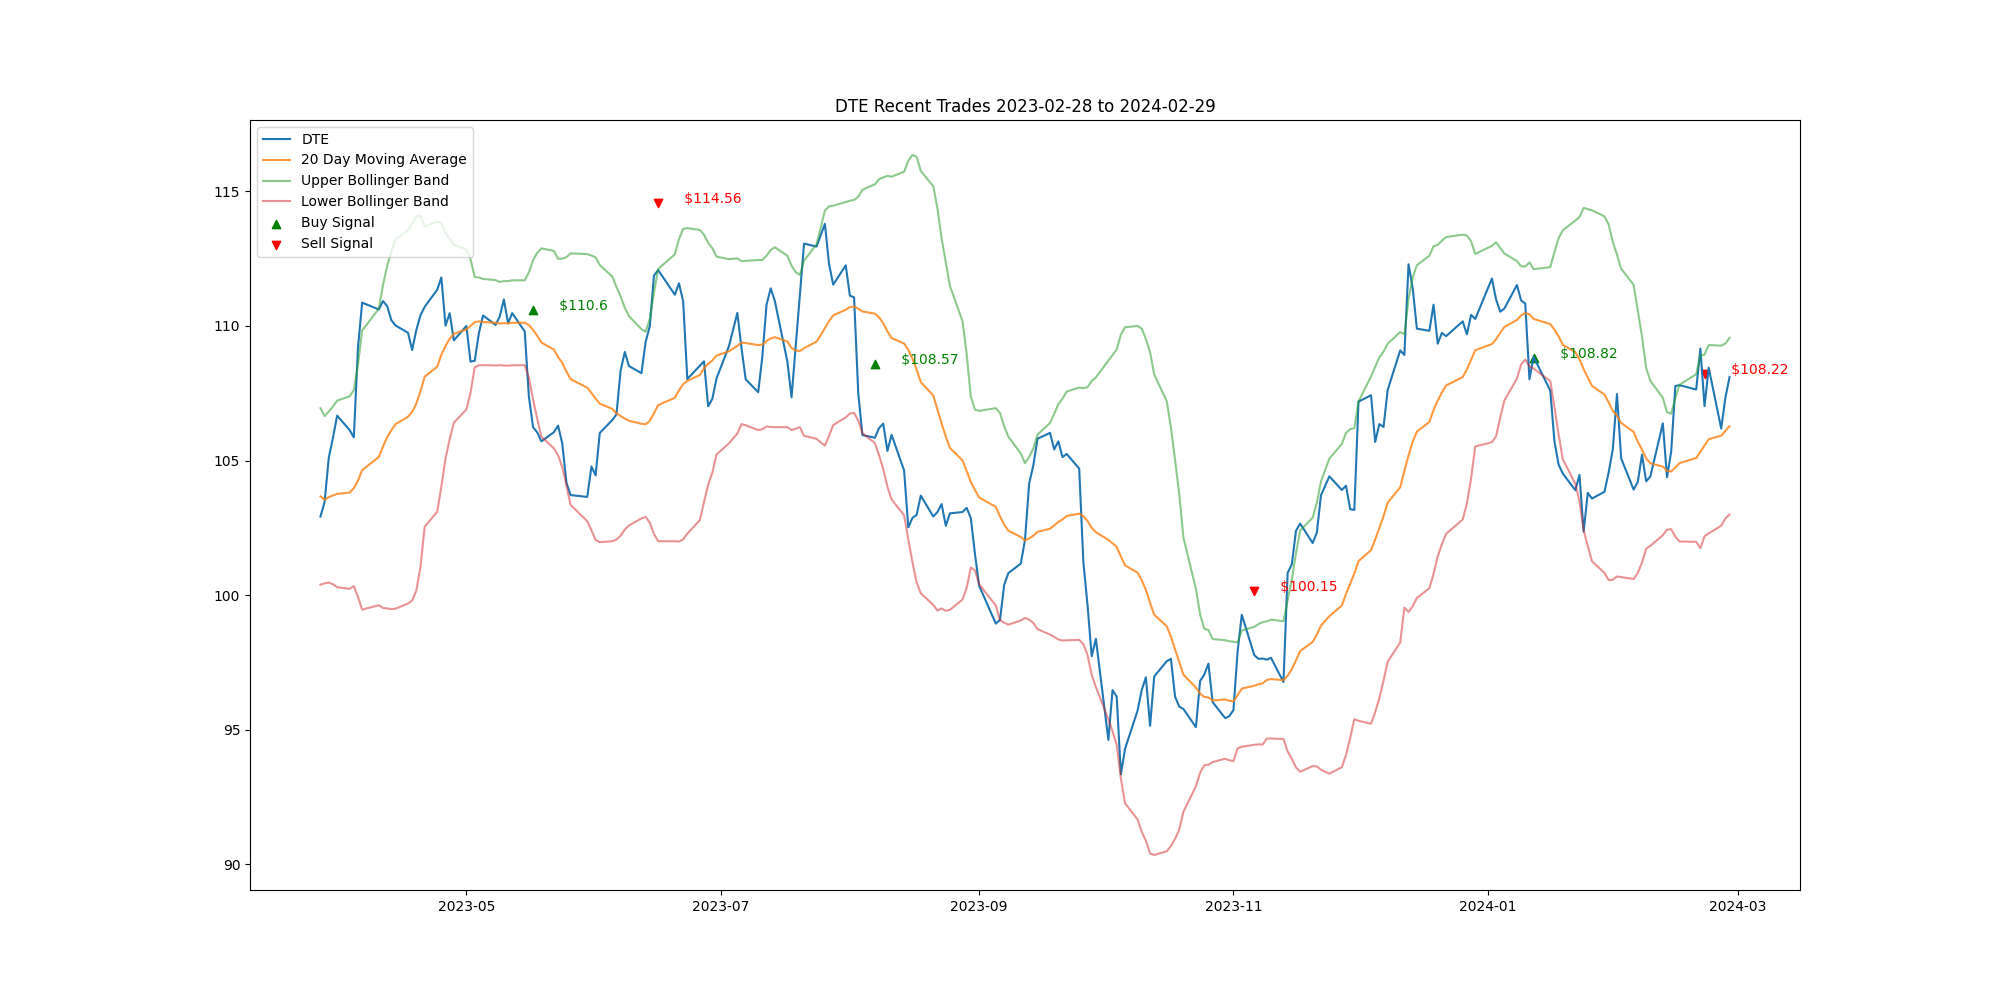 DTE Recent Trades 2023-02-28 to 2024-02-29
DTE
20 Day Moving Average
Upper Bollinger Band
Lower Bollinger Band
Buy Signal
Sell Signal
115
110
105
100
95
90
$114.56
$110.6
$108.57
$108.82
$108.22
$100.15
2023-05
2023-07
2023-09
2023-11
2024-01
2024-03